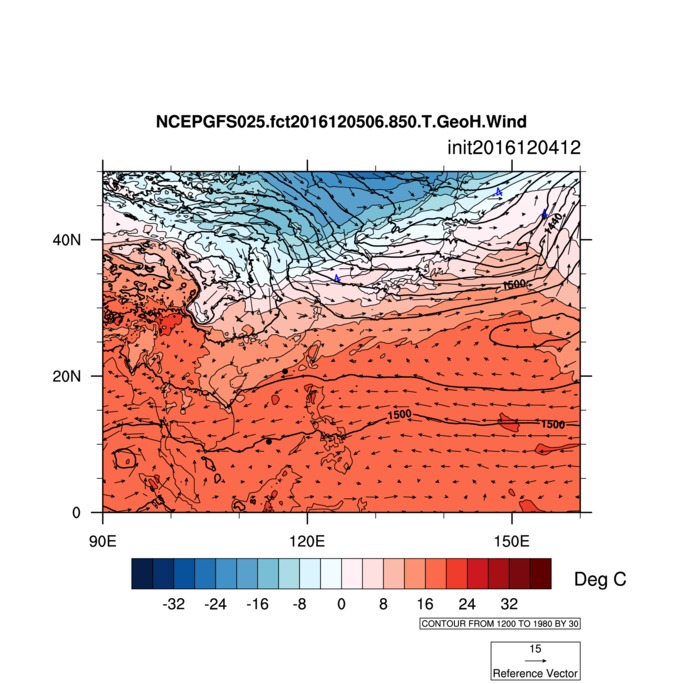 NCEPGFS025.fct2016120506.850.T.GeoH.Wind
init2016120412
40N
20N
0
90E 120E 150E
1440
1500
1500
1500
-32 -24 -16 -8 0 8 16 24 32
Deg C
CONTOUR FROM 1200 TO 1980 BY 30
15
Reference Vector